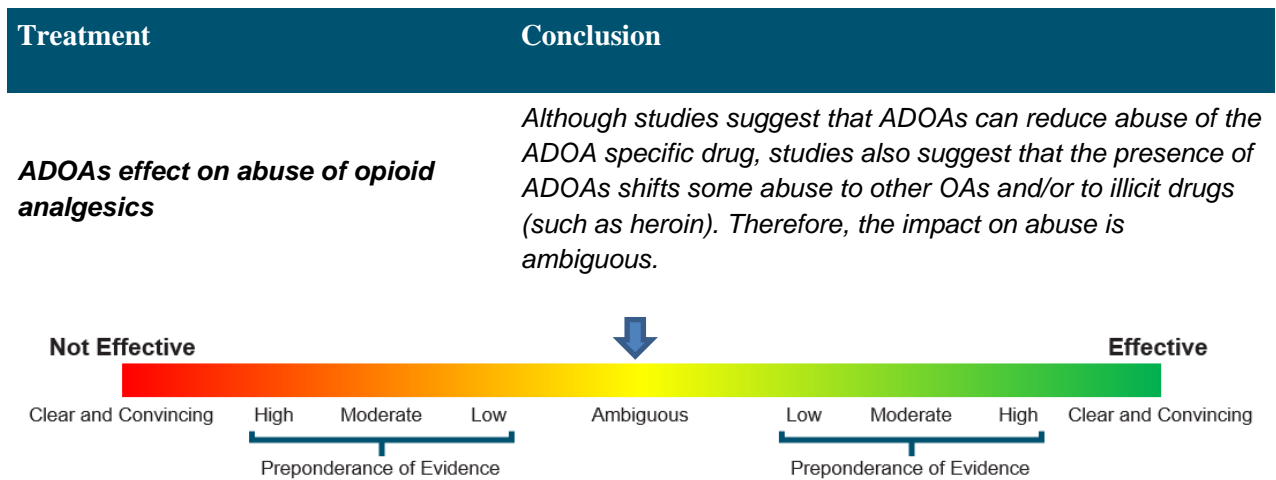 Treatment
Conclusion
ADOAs effect on abuse of opioid
analgesics
Although studies suggest that ADOAs can reduce abuse of the
ADOA specific drug, studies also suggest that the presence of
ADOAs shifts some abuse to other OAs and/or to illicit drugs
(such as heroin). Therefore, the impact on abuse is
ambiguous.
Not Effective
Effective
Clear and Convincing
High
Moderate
Low
Ambiguous
Low
Moderate
High
Clear and Convincing
Preponderance of Evidence
Preponderance of Evidence